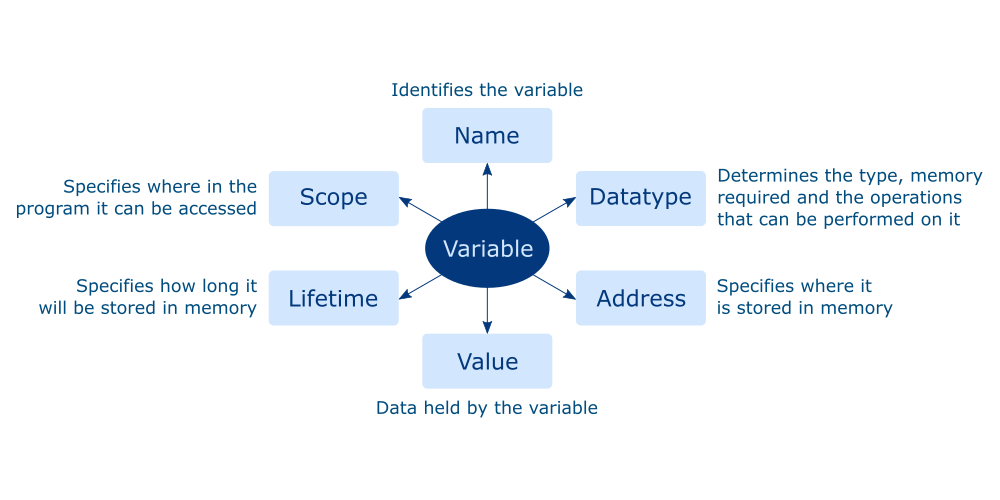 Identifies the variable
Name
Specifies where in the
program it can be accessed
Scope
Datatype
Determines the type, memory
required and the operations
that can be performed on it
Variable
Specifies how long it
will be stored in memory
Lifetime
Address
Specifies where it
is stored in memory
Value
Data held by the variable